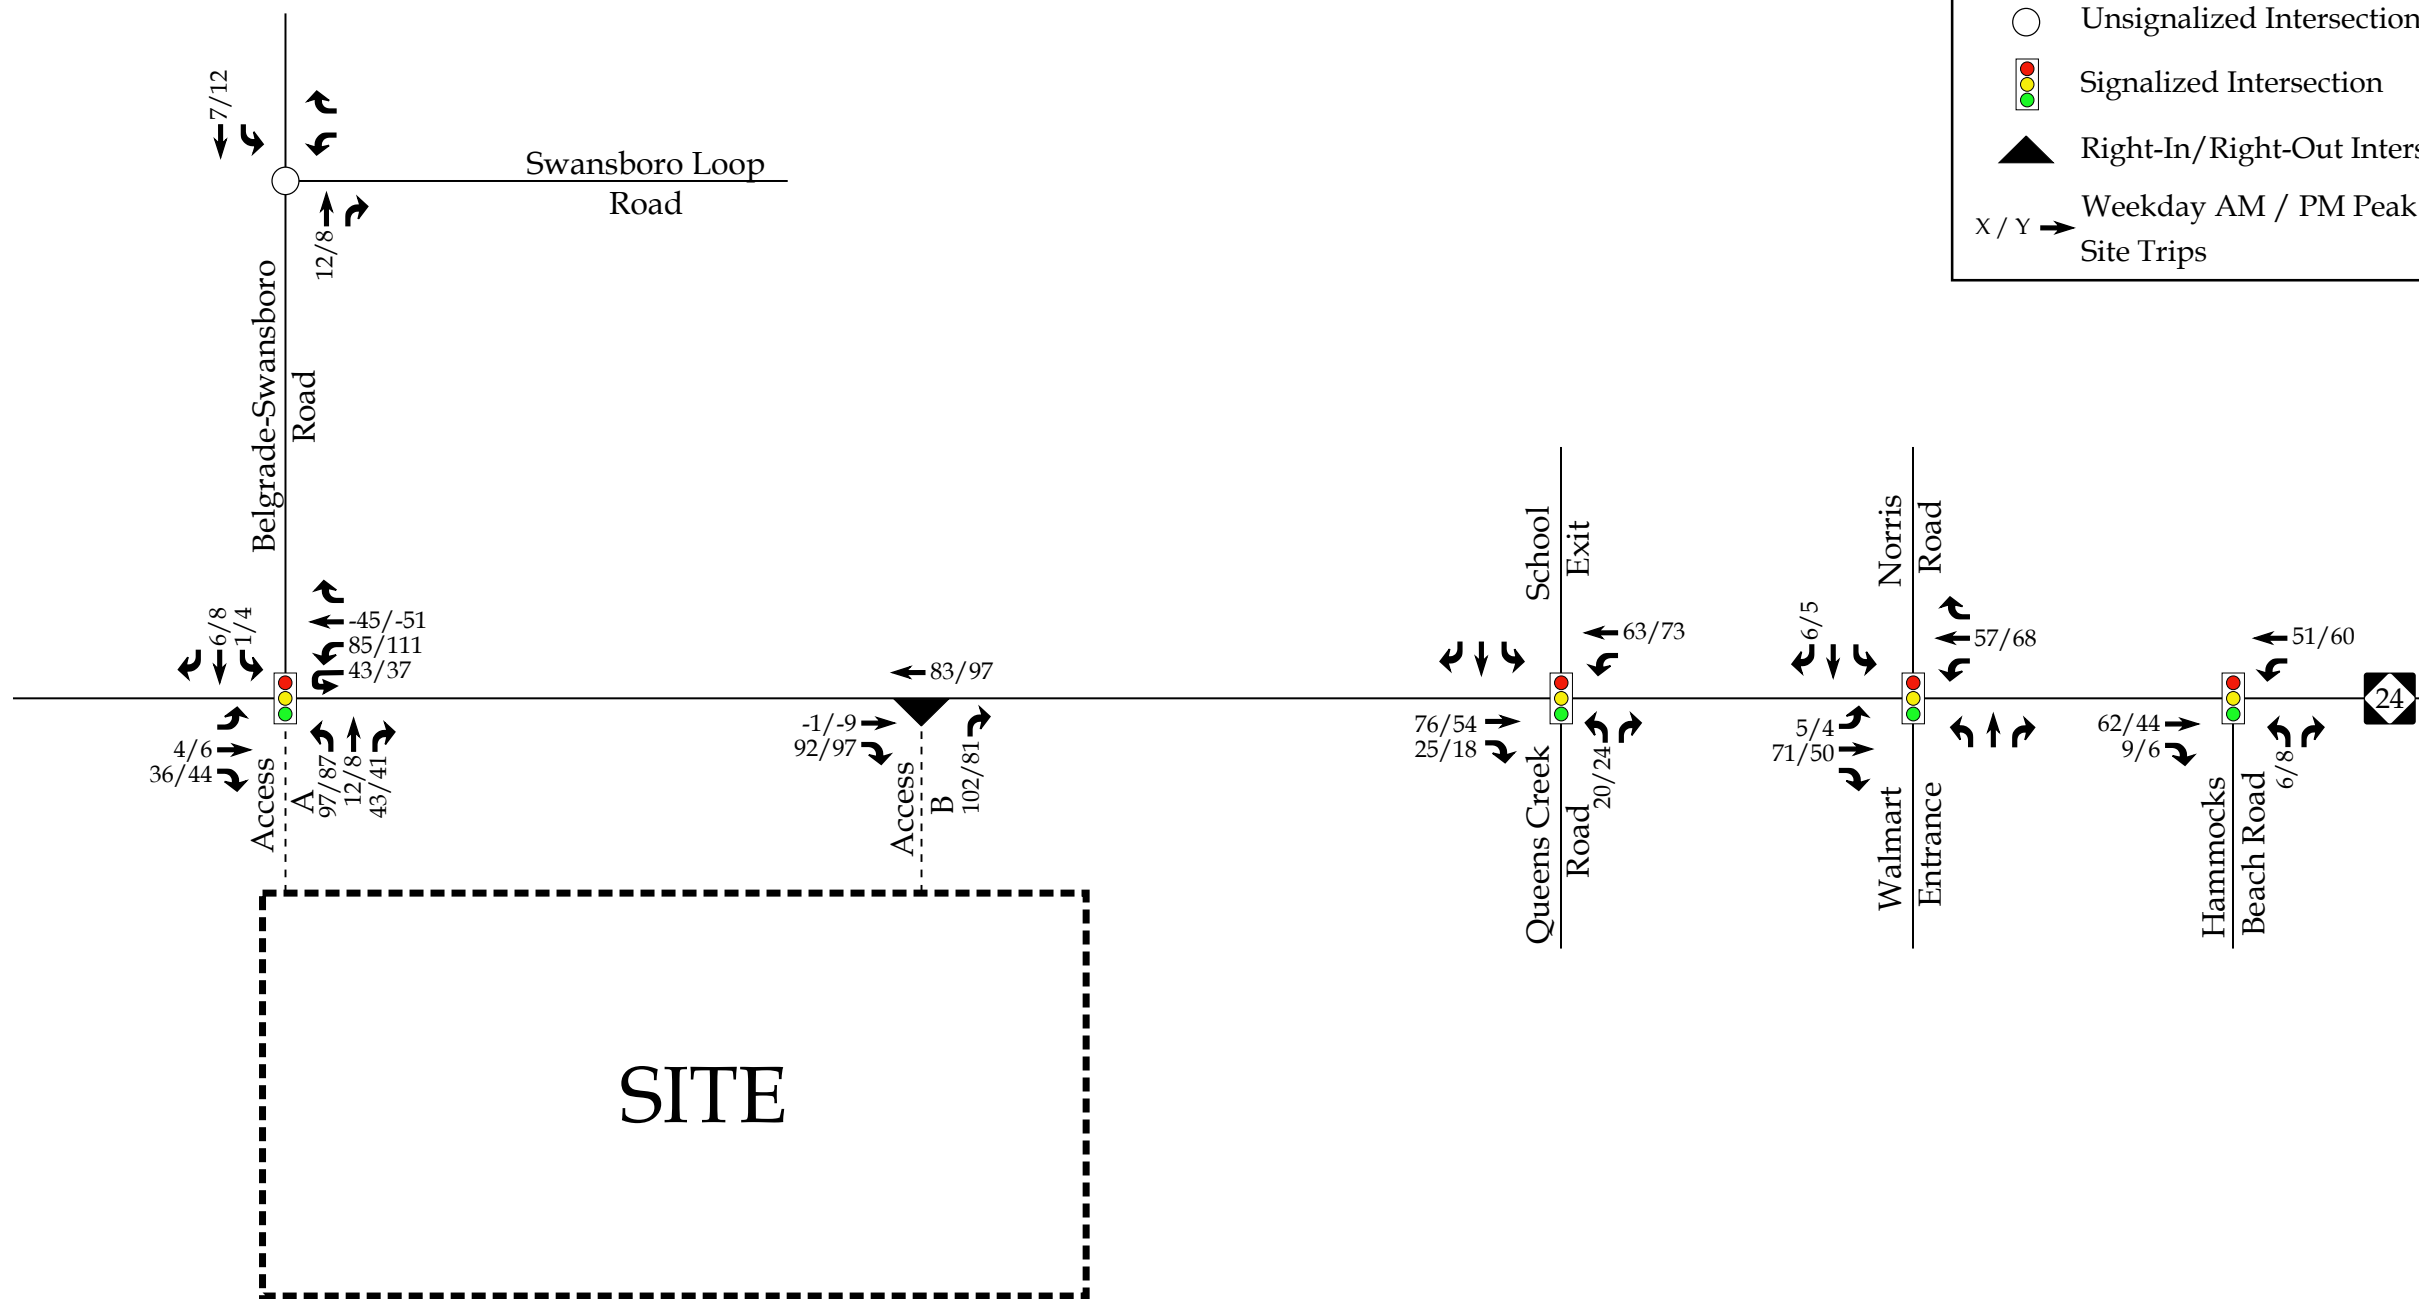 Unsignalized Intersection
Signalized Intersection
Right-In/Right-Out Inters
X / Y
Weekday AM / PM Peak
Site Trips
7/12
Swansboro Loop
Road
12/8
Belgrade-Swansboro
Road
6/8
1/4
-45/-51
85/111
43/37
4/6
36/44
Access
A
97/87
12/8
43/41
83/97
-1/-9
92/97
Access
B
102/81
School
Exit
63/73
76/54
25/18
Queens Creek
Road
20/24
Norris
Road
6/5
57/68
5/4
71/50
Walmart
Entrance
51/60
62/44
9/6
Hammocks
Beach Road
6/8
24
SITE